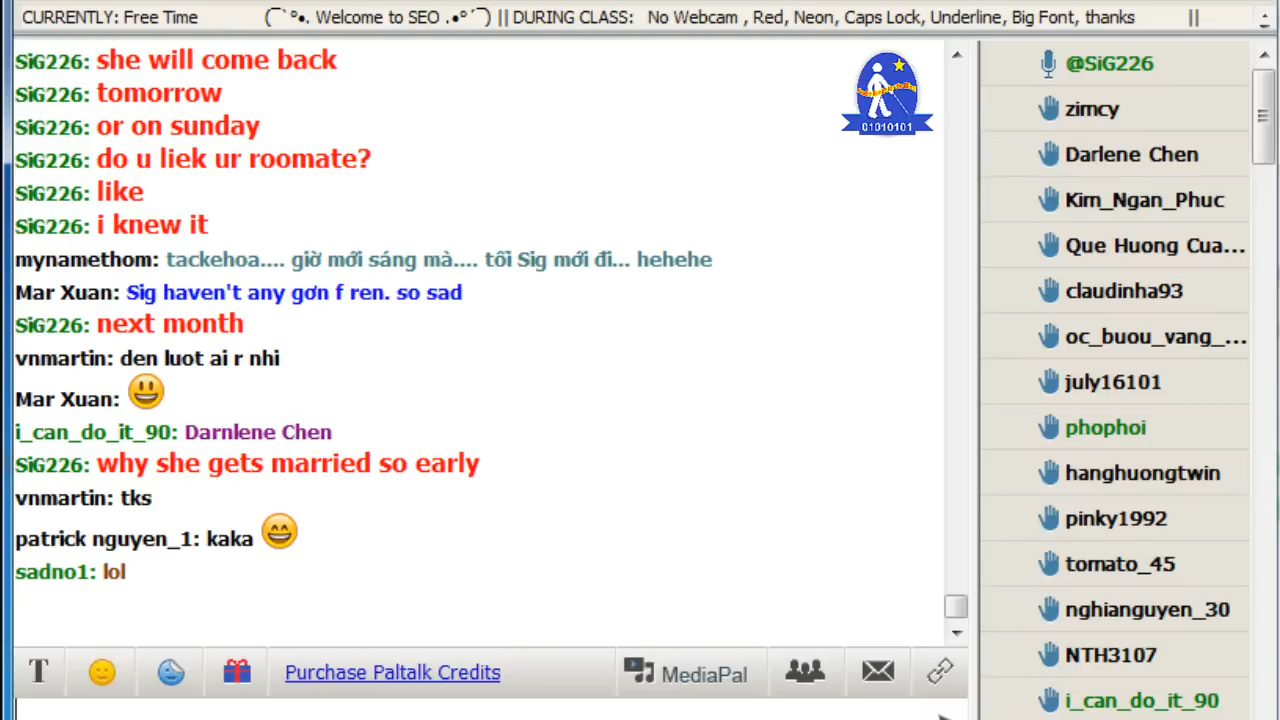 CURRENTLY: Free Time (¯`°•. Welcome to SEO .•°´¯) || DURING CLASS: No Webcam , Red, Neon, Caps Lock, Underline, Big Font, thanks ||
SiG226: she will come back
SiG226: tomorrow
SiG226: or on sunday
SiG226: do u liek ur roomate?
SiG226: like
SiG226: i knew it
mynamethom: tackehoa.... giờ mới sáng mà.... tối Sig mới đi... hehehe
Mar Xuan: Sig haven't any gơn f ren. so sad
SiG226: next month
vnmartin: den luot ai r nhi
Mar Xuan:
i_can_do_it_90: Darnlene Chen
SiG226: why she gets married so early
vnmartin: tks
patrick nguyen_1: kaka
sadno1: lol
01010101
@SiG226
zimcy
Darlene Chen
Kim_Ngan_Phuc
Que Huong Cua...
claudinha93
oc_buou_vang_...
july16101
phophoi
hanghuongtwin
pinky1992
tomato_45
nghianguyen_30
NTH3107
i_can_do_it_90
T Purchase Paltalk Credits MediaPal